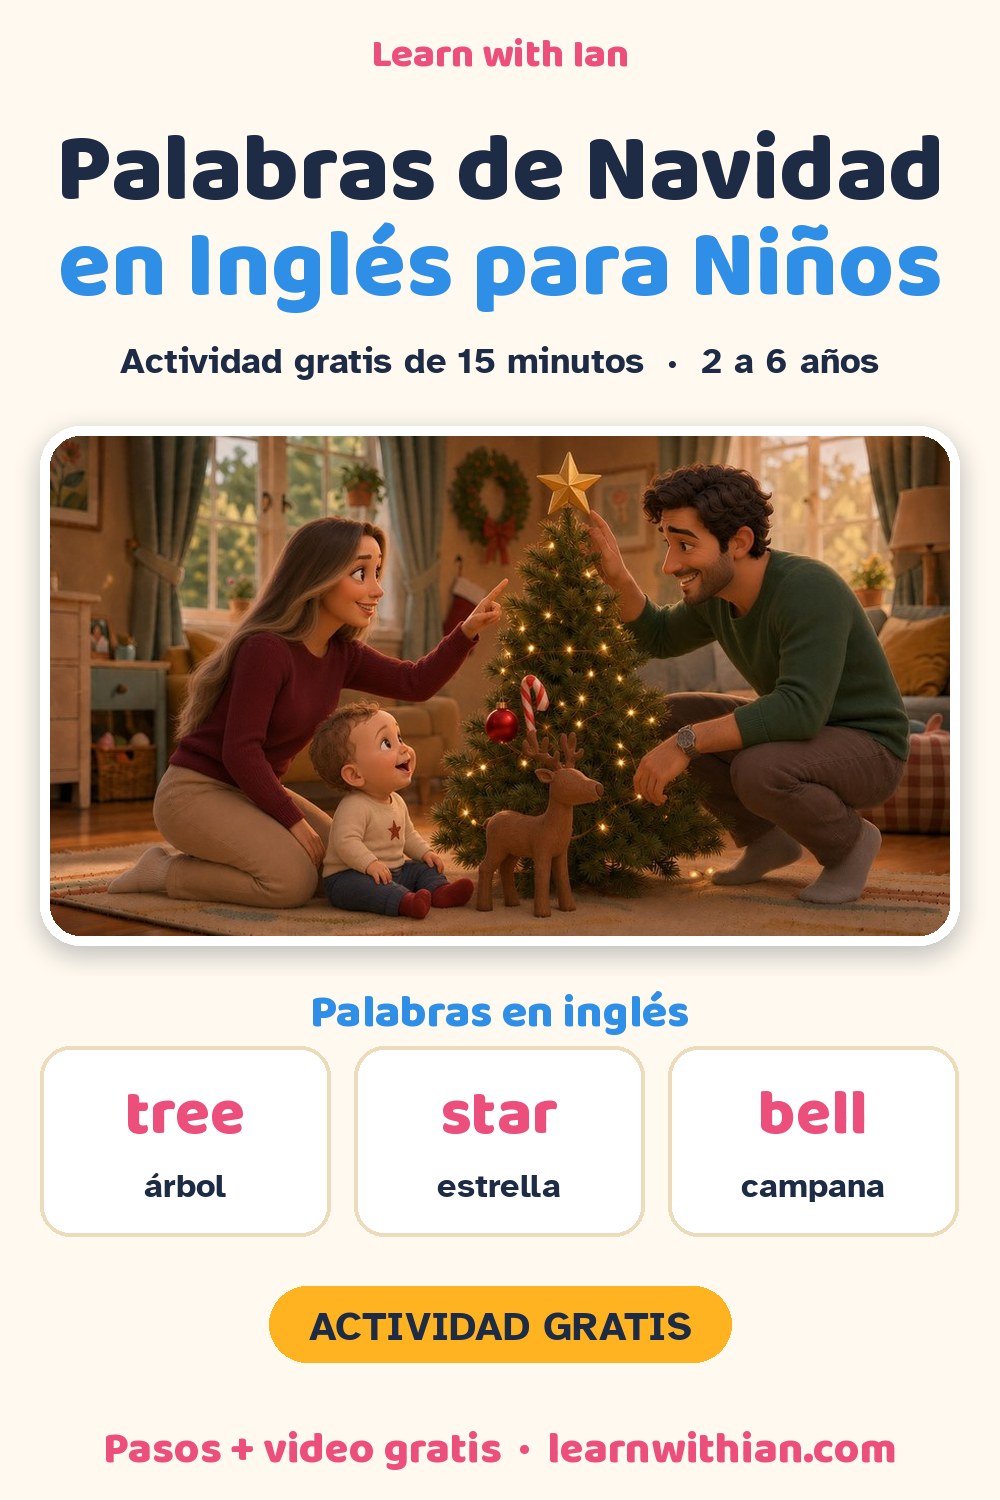 Learn with Ian
Palabras de Navidad
en Inglés para Niños
Actividad gratis de 15 minutos · 2 a 6 años
Palabras en inglés
tree
árbol
star
estrella
bell
campana
ACTIVIDAD GRATIS
Pasos + video gratis · learnwithian.com